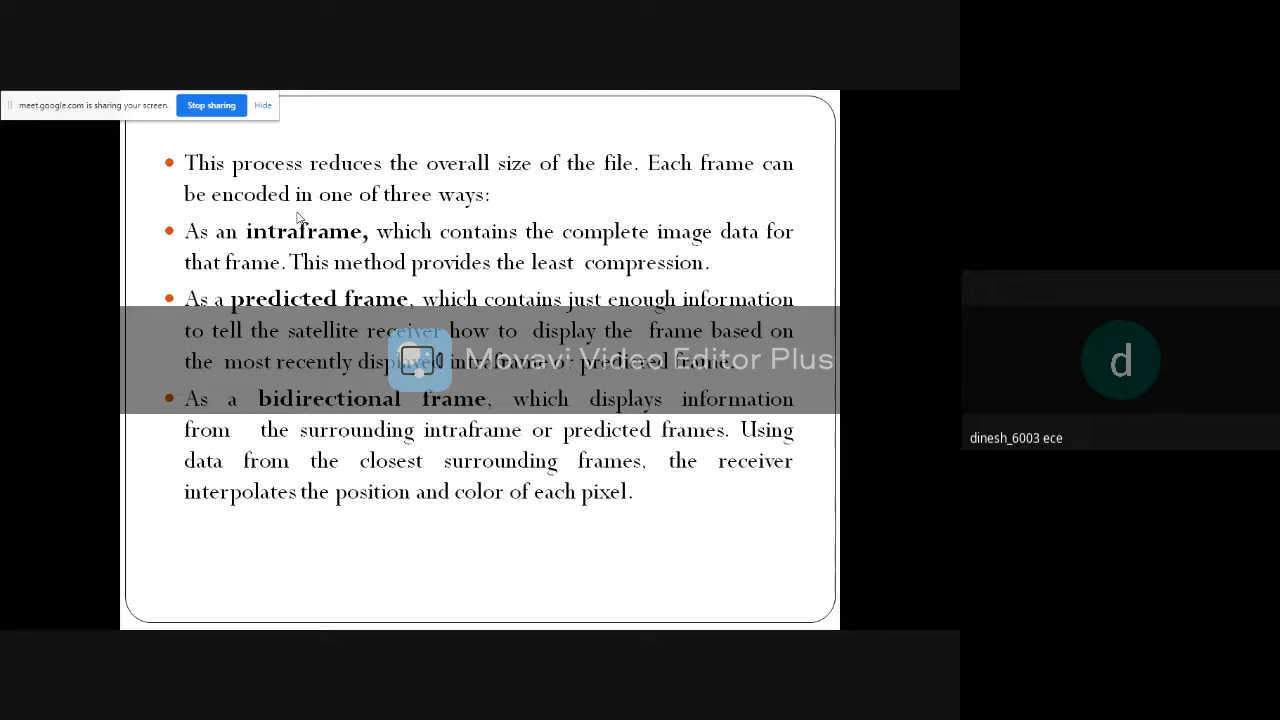 meet.google.com is sharing your screen.
Stop sharing
Hide
This process reduces the overall size of the file. Each frame can
be encoded in one of three ways:
As an intraframe, which contains the complete image data for
that frame. This method provides the least compression.
As a predicted frame, which contains just enough information
to tell the satellite receiver how to display the frame based on
the most recently displayed intraframe or predicted frame.
Movavi Video Editor Plus
As a bidirectional frame, which displays information
from the surrounding intraframe or predicted frames. Using
data from the closest surrounding frames, the receiver
interpolates the position and color of each pixel.
d
dinesh_6003 ece